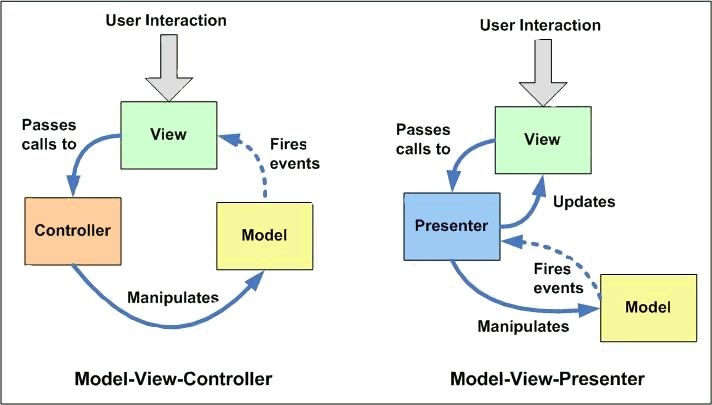 User Interaction
View
Passes
calls to
Fires
events
Controller
Model
Manipulates
Model-View-Controller
User Interaction
View
Passes
calls to
Updates
Presenter
Fires
events
Model
Manipulates
Model-View-Presenter